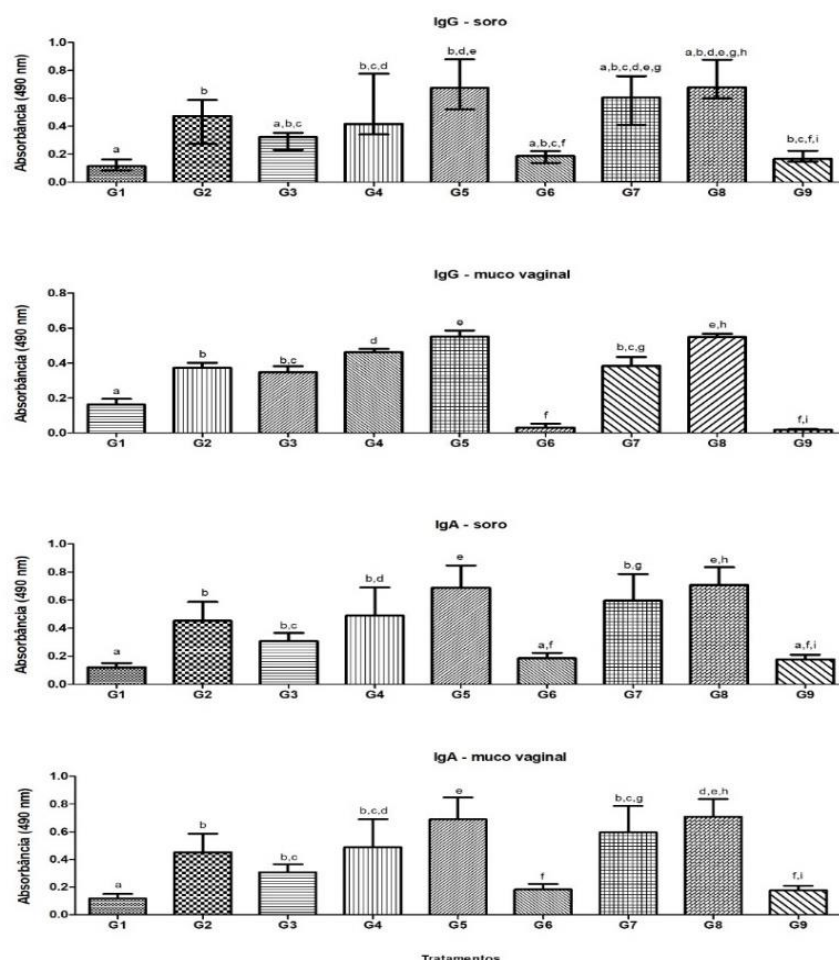 IgG - soro
Absorbância (490 nm)
1.0
0.8
0.6
0.4
0.2
0.0
a
b
a,b,c
b,c,d
b,d,e
a,b,c,f
a,b,c,d,e,g
a,b,d,e,g,h
b,c,f,i
G1 G2 G3 G4 G5 G6 G7 G8 G9
IgG - muco vaginal
Absorbância (490 nm)
0.8
0.6
0.4
0.2
0.0
a
b
b,c
d
e
f
b,c,g
e,h
f,i
G1 G2 G3 G4 G5 G6 G7 G8 G9
IgA - soro
Absorbância (490 nm)
1.0
0.8
0.6
0.4
0.2
0.0
a
b
b,c
b,d
e
a,f
b,g
e,h
a,f,i
G1 G2 G3 G4 G5 G6 G7 G8 G9
IgA - muco vaginal
Absorbância (490 nm)
1.0
0.8
0.6
0.4
0.2
0.0
a
b
b,c
b,c,d
e
f
b,c,g
d,e,h
f,i
G1 G2 G3 G4 G5 G6 G7 G8 G9
Tratamentos